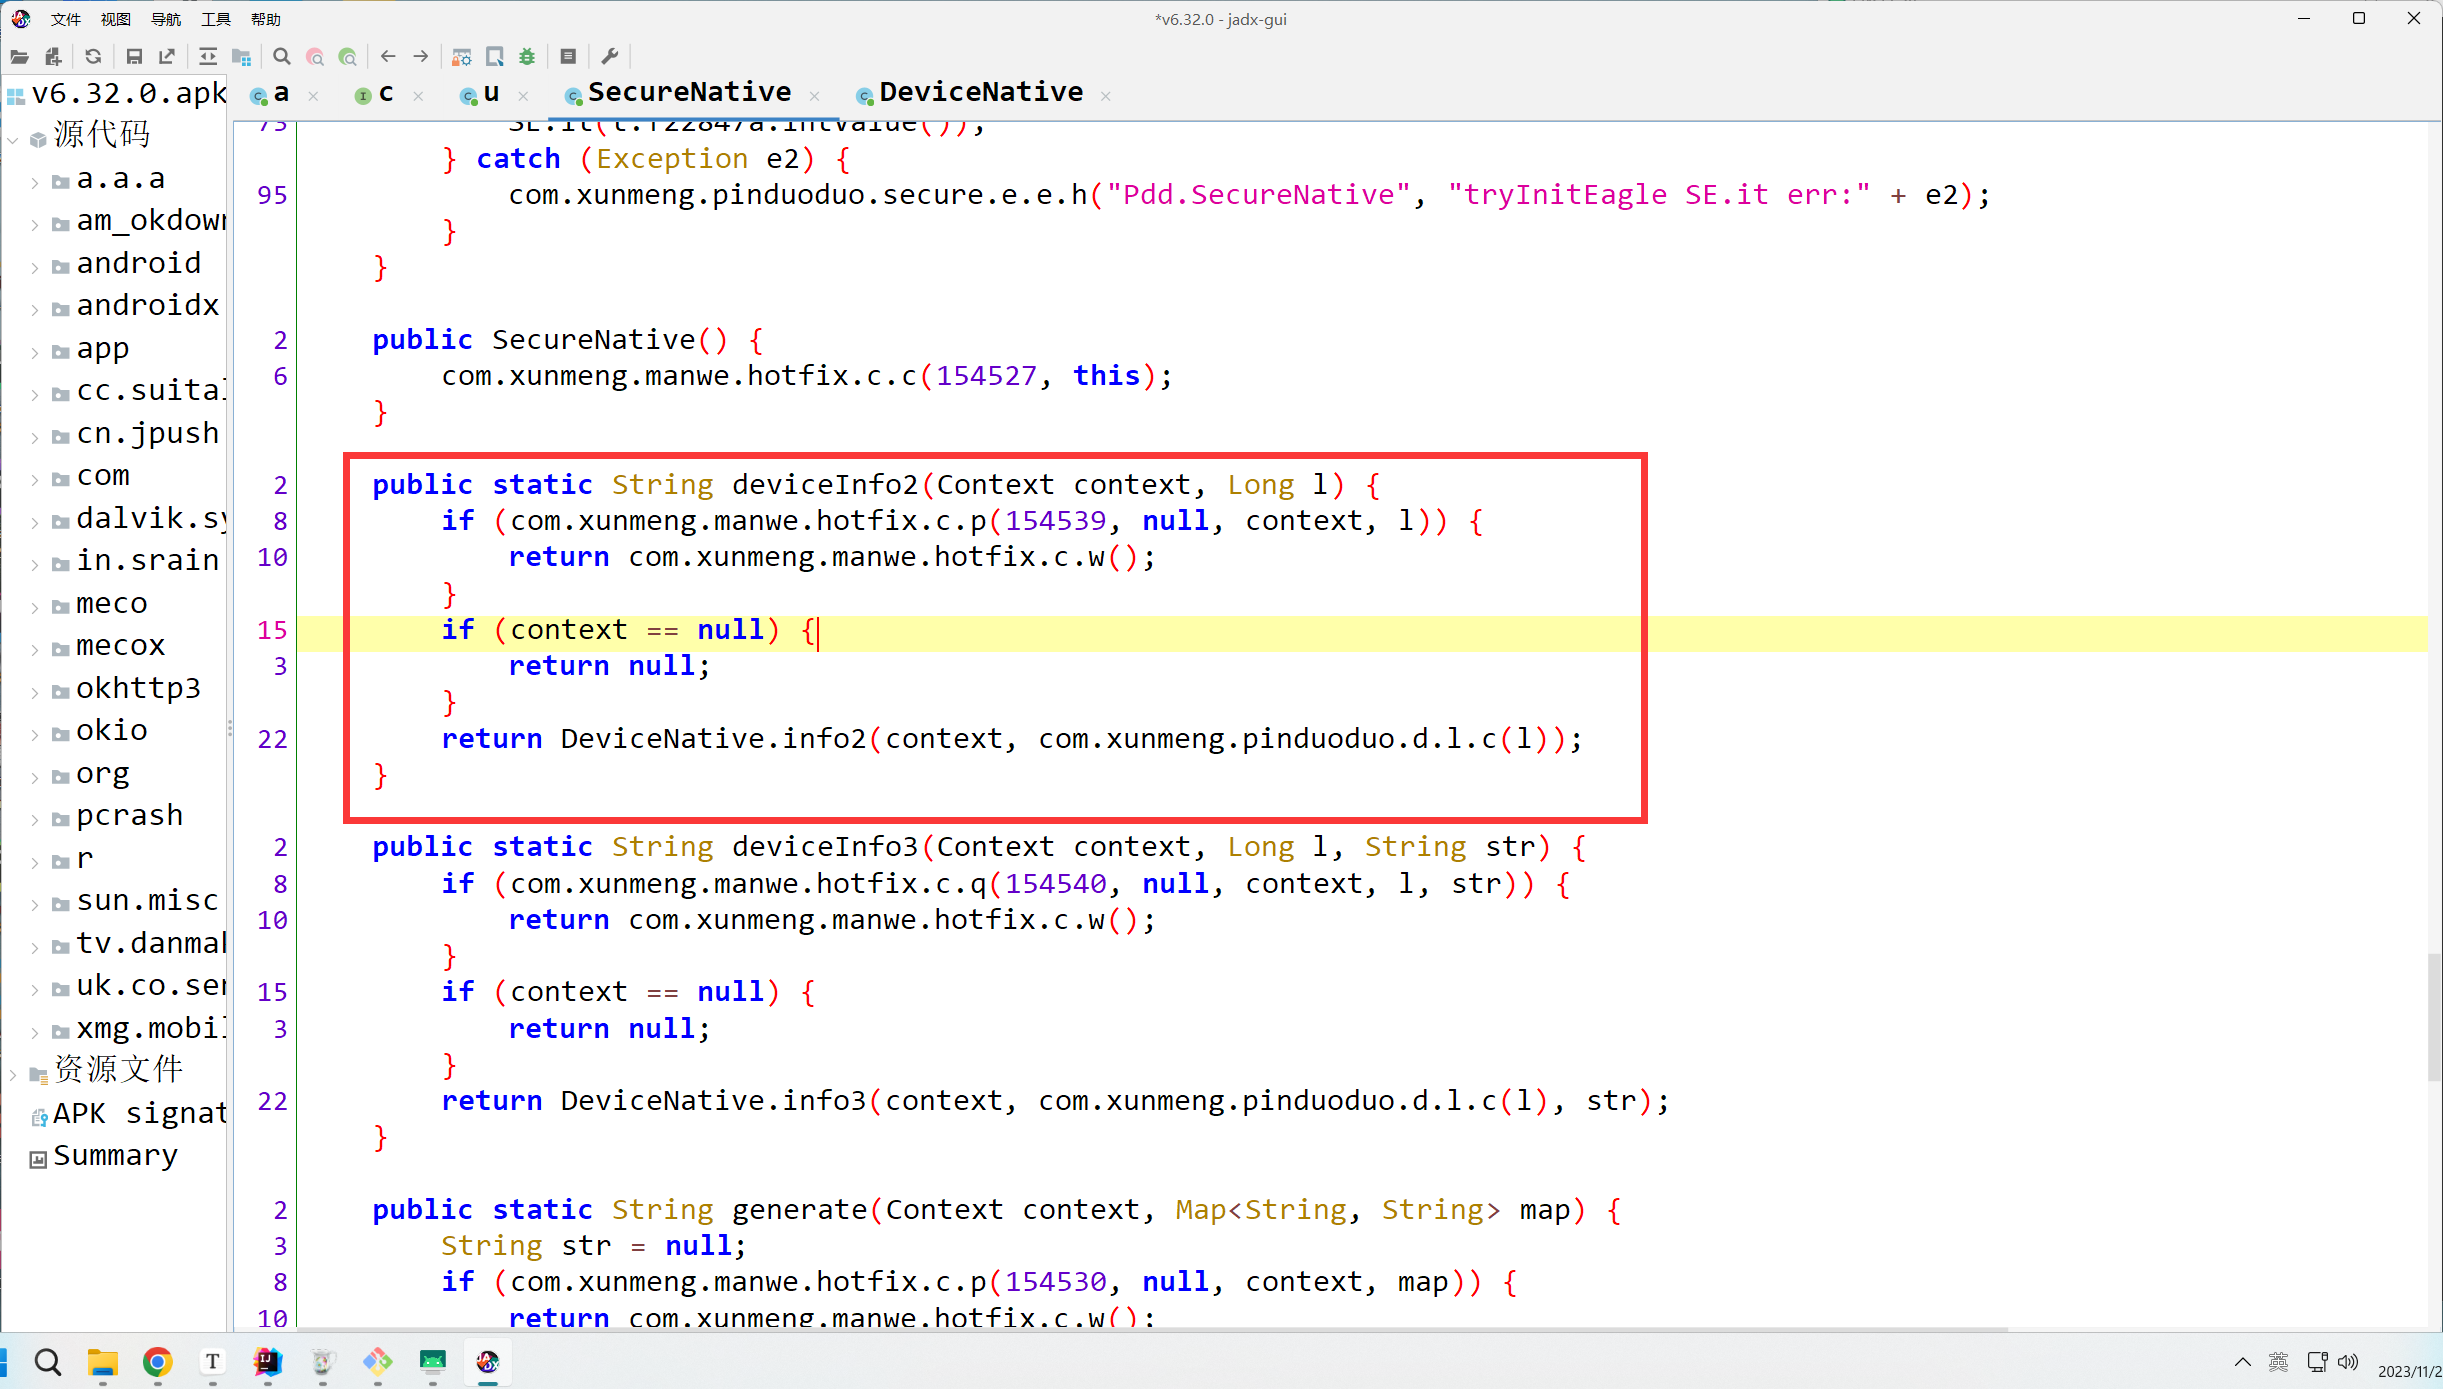 *v6.32.0 - jadx-gui
文件 视图 导航 工具 帮助
a c u SecureNative DeviceNative
v6.32.0.apk
源代码
a.a.a
am_okdown
android
androidx
app
cc.suital
cn.jpush
com
dalvik.sy
in.srain
meco
mecox
okhttp3
okio
org
pcrash
r
sun.misc
tv.danmak
uk.co.ser
xmg.mobil
资源文件
APK signat
Summary
73 SE.it(t.f22847a.intValue());
} catch (Exception e2) {
95 com.xunmeng.pinduoduo.secure.e.e.h("Pdd.SecureNative", "tryInitEagle SE.it err:" + e2);
}
}
2 public SecureNative() {
6 com.xunmeng.manwe.hotfix.c.c(154527, this);
}
2 public static String deviceInfo2(Context context, Long l) {
8 if (com.xunmeng.manwe.hotfix.c.p(154539, null, context, l)) {
10 return com.xunmeng.manwe.hotfix.c.w();
}
15 if (context == null) {
3 return null;
}
22 return DeviceNative.info2(context, com.xunmeng.pinduoduo.d.l.c(l));
}
2 public static String deviceInfo3(Context context, Long l, String str) {
8 if (com.xunmeng.manwe.hotfix.c.q(154540, null, context, l, str)) {
10 return com.xunmeng.manwe.hotfix.c.w();
}
15 if (context == null) {
3 return null;
}
22 return DeviceNative.info3(context, com.xunmeng.pinduoduo.d.l.c(l), str);
}
2 public static String generate(Context context, Map<String, String> map) {
3 String str = null;
8 if (com.xunmeng.manwe.hotfix.c.p(154530, null, context, map)) {
10 return com.xunmeng.manwe.hotfix.c.w();
英
2023/11/2